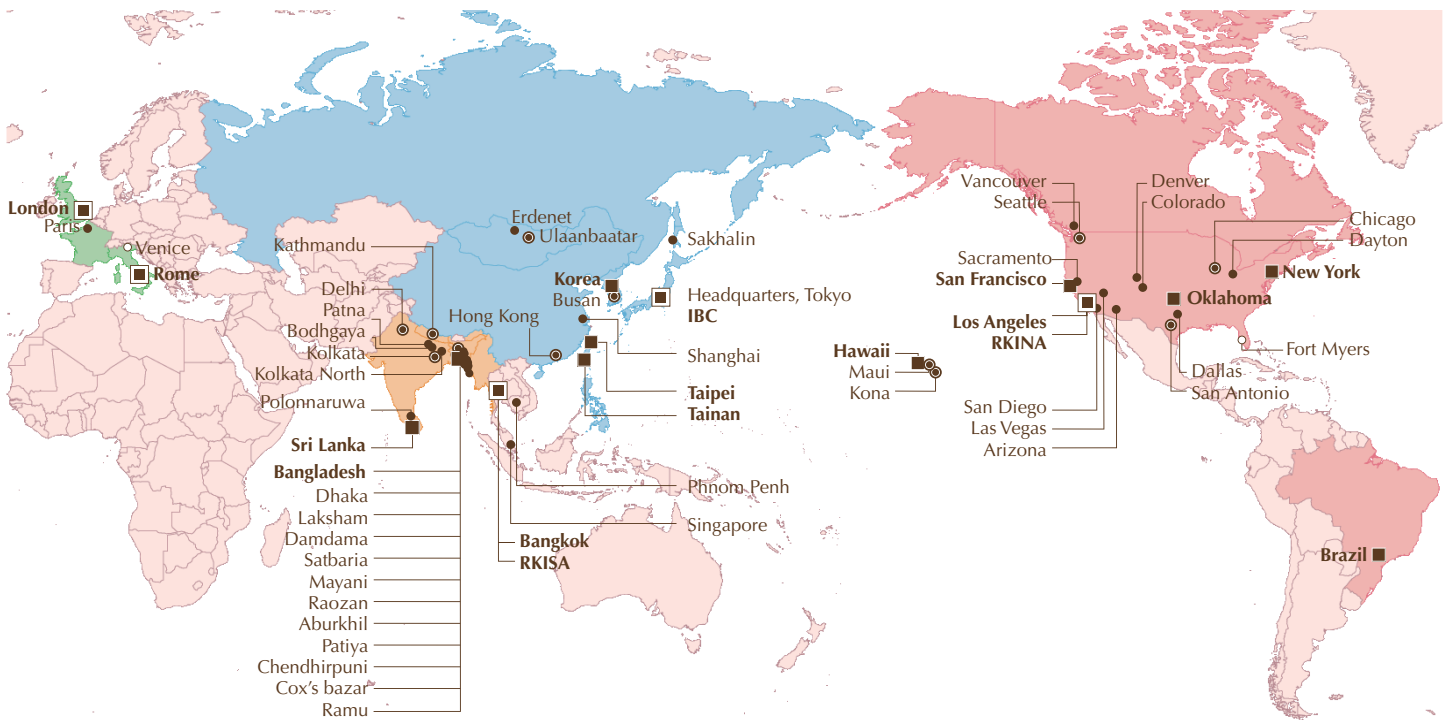 London
Paris
Venice
Rome
Kathmandu
Delhi
Patna
Bodhgaya
Kolkata
Kolkata North
Polonnaruwa
Sri Lanka
Bangladesh
Dhaka
Laksham
Damdama
Satbaria
Mayani
Raozan
Aburkhil
Patiya
Chendhirpuni
Cox's bazar
Ramu
Erdenet
Ulaanbaatar
Sakhalin
Korea
Busan
Headquarters, Tokyo
IBC
Hong Kong
Shanghai
Taipei
Tainan
Phnom Penh
Singapore
Bangkok
RKISA
Hawaii
Maui
Kona
Vancouver
Seattle
Sacramento
San Francisco
Los Angeles
RKINA
San Diego
Las Vegas
Arizona
Denver
Colorado
Chicago
Dayton
New York
Oklahoma
Fort Myers
Dallas
San Antonio
Brazil